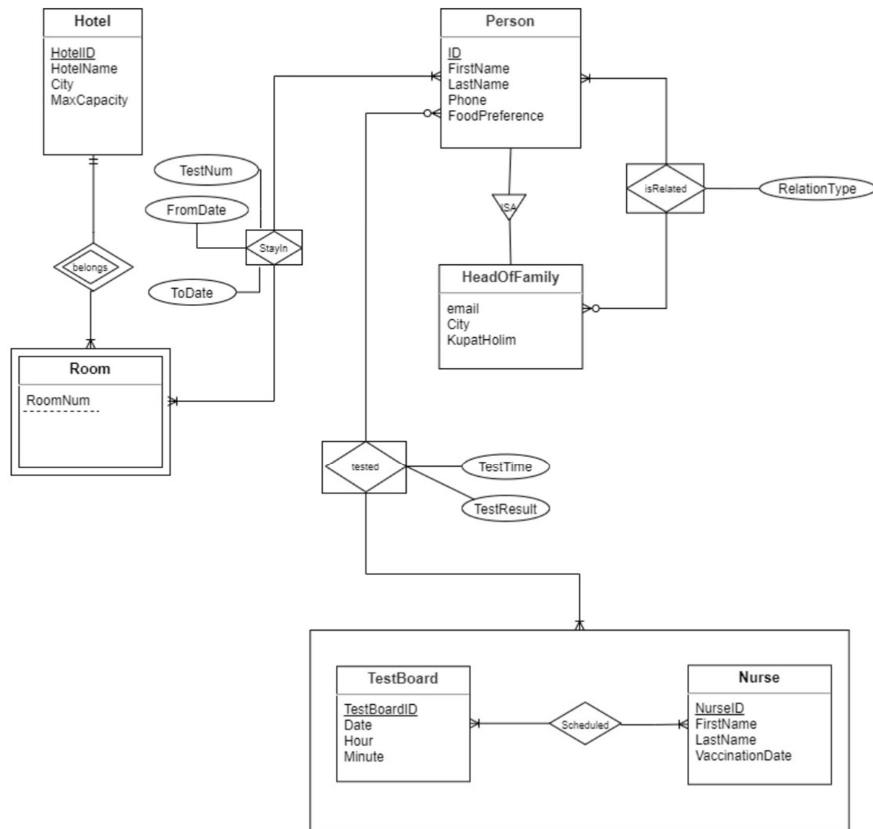 Hotel
HotelID
HotelName
City
MaxCapacity
Person
ID
FirstName
LastName
Phone
FoodPreference
TestNum
FromDate
StayIn
ToDate
belongs
ISA
isRelated
RelationType
HeadOfFamily
email
City
KupatHolim
Room
RoomNum
tested
TestTime
TestResult
TestBoard
TestBoardID
Date
Hour
Minute
Scheduled
Nurse
NurseID
FirstName
LastName
VaccinationDate